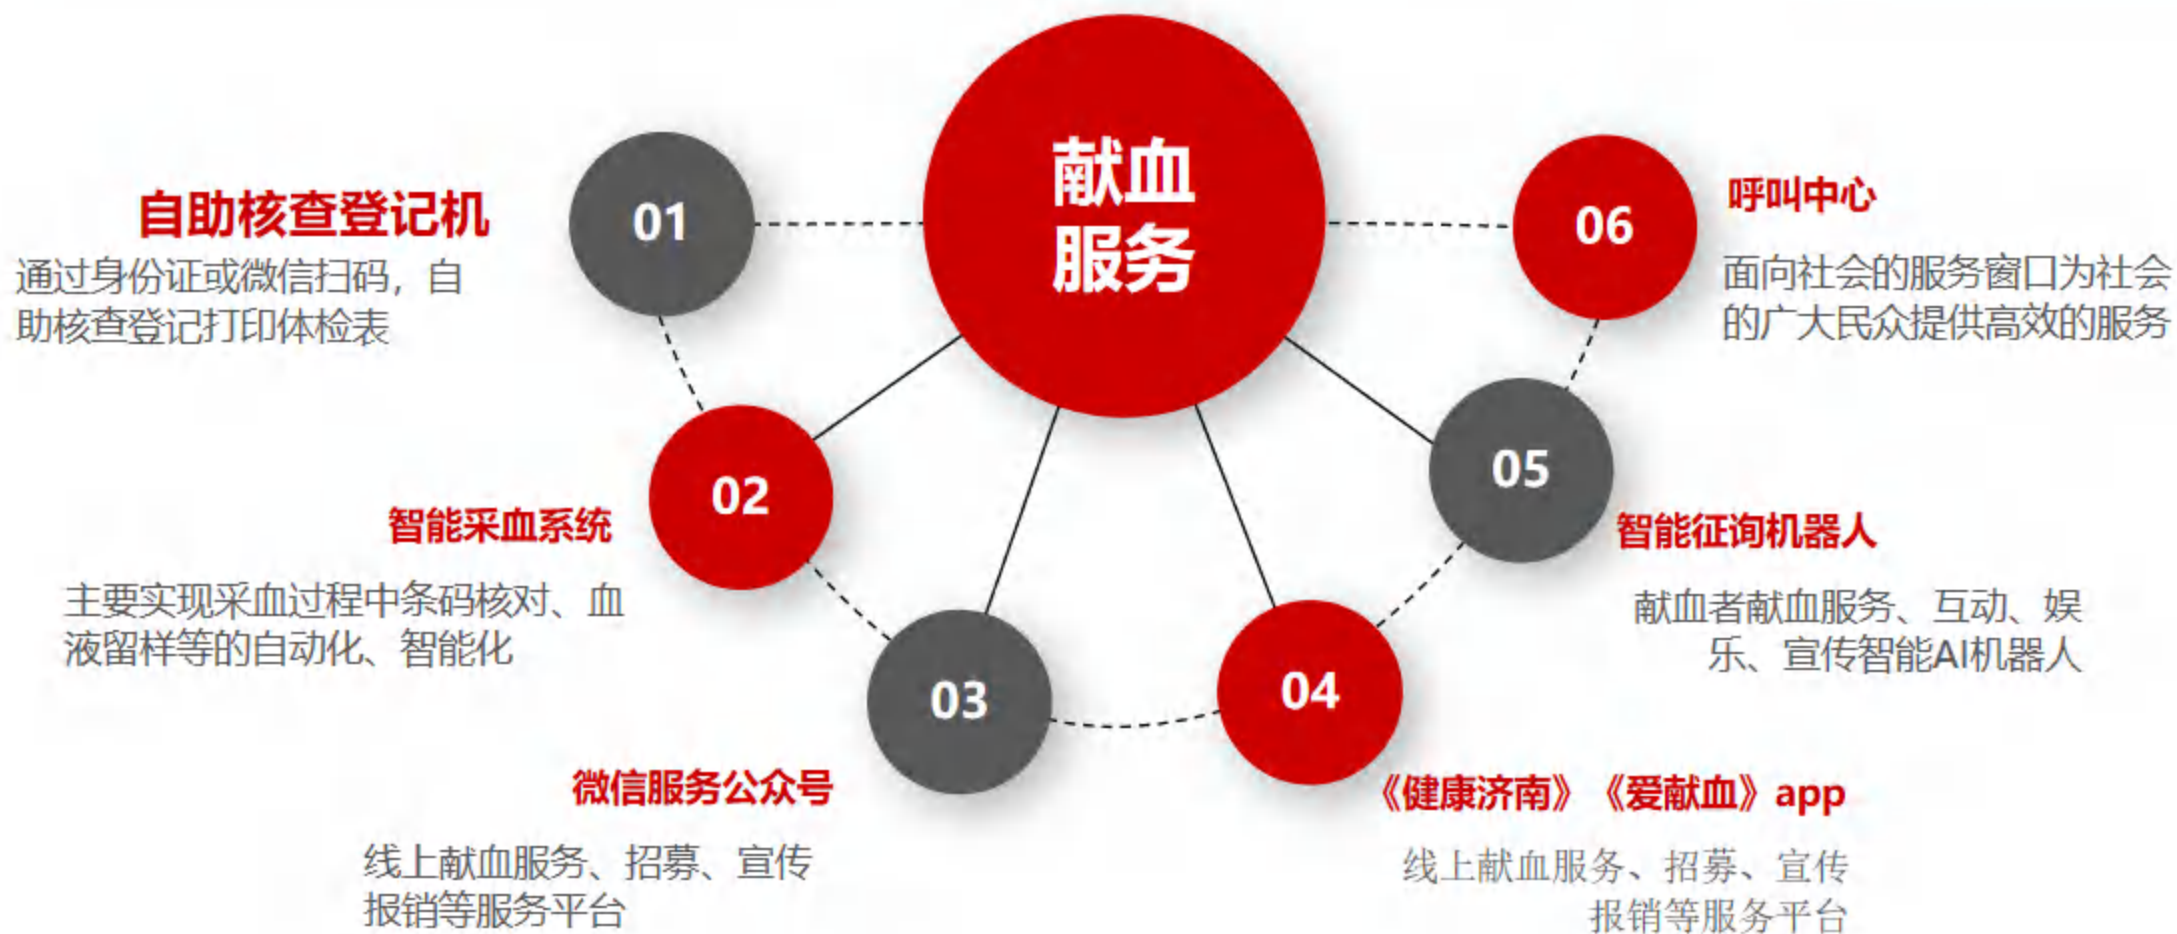 献血
服务
01
自助核查登记机
通过身份证或微信扫码，自
助核查登记打印体检表
02
智能采血系统
主要实现采血过程中条码核对、血
液留样等的自动化、智能化
03
微信服务公众号
线上献血服务、招募、宣传
报销等服务平台
04
《健康济南》《爱献血》app
线上献血服务、招募、宣传
报销等服务平台
05
智能征询机器人
献血者献血服务、互动、娱
乐、宣传智能AI机器人
06
呼叫中心
面向社会的服务窗口为社会
的广大民众提供高效的服务